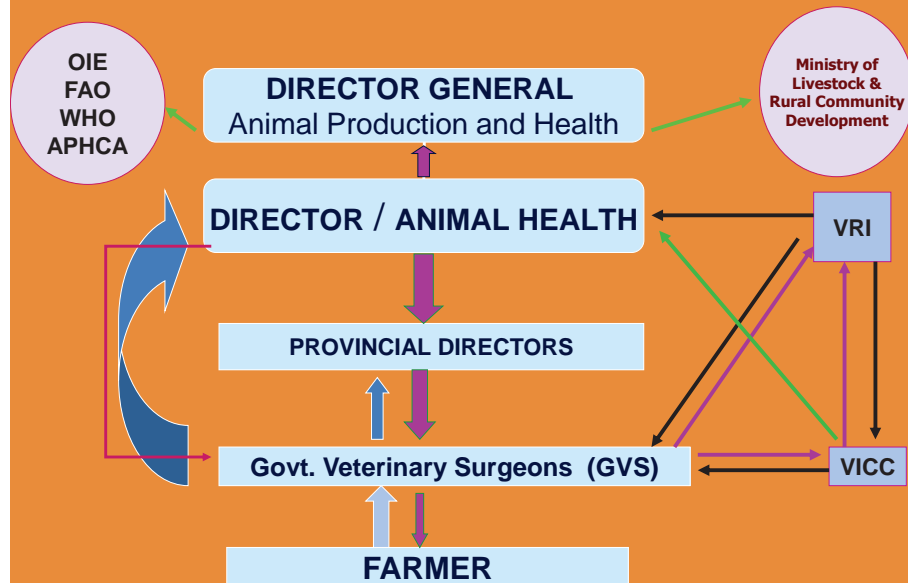 OIE
FAO
WHO
APHCA
DIRECTOR GENERAL
Animal Production and Health
Ministry of
Livestock &
Rural Community
Development
DIRECTOR / ANIMAL HEALTH
VRI
PROVINCIAL DIRECTORS
Govt. Veterinary Surgeons (GVS)
VICC
FARMER